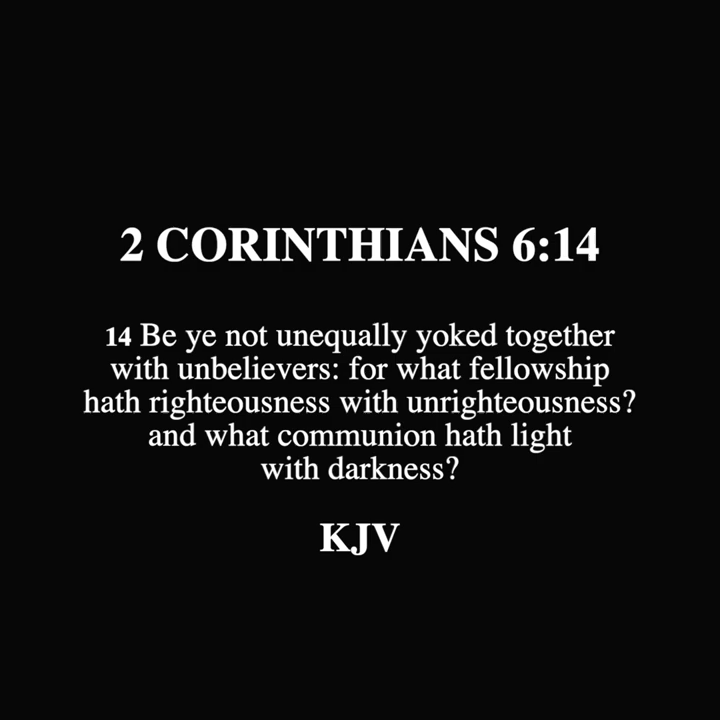 2 CORINTHIANS 6:14
14 Be ye not unequally yoked together
with unbelievers: for what fellowship
hath righteousness with unrighteousness?
and what communion hath light
with darkness?
KJV